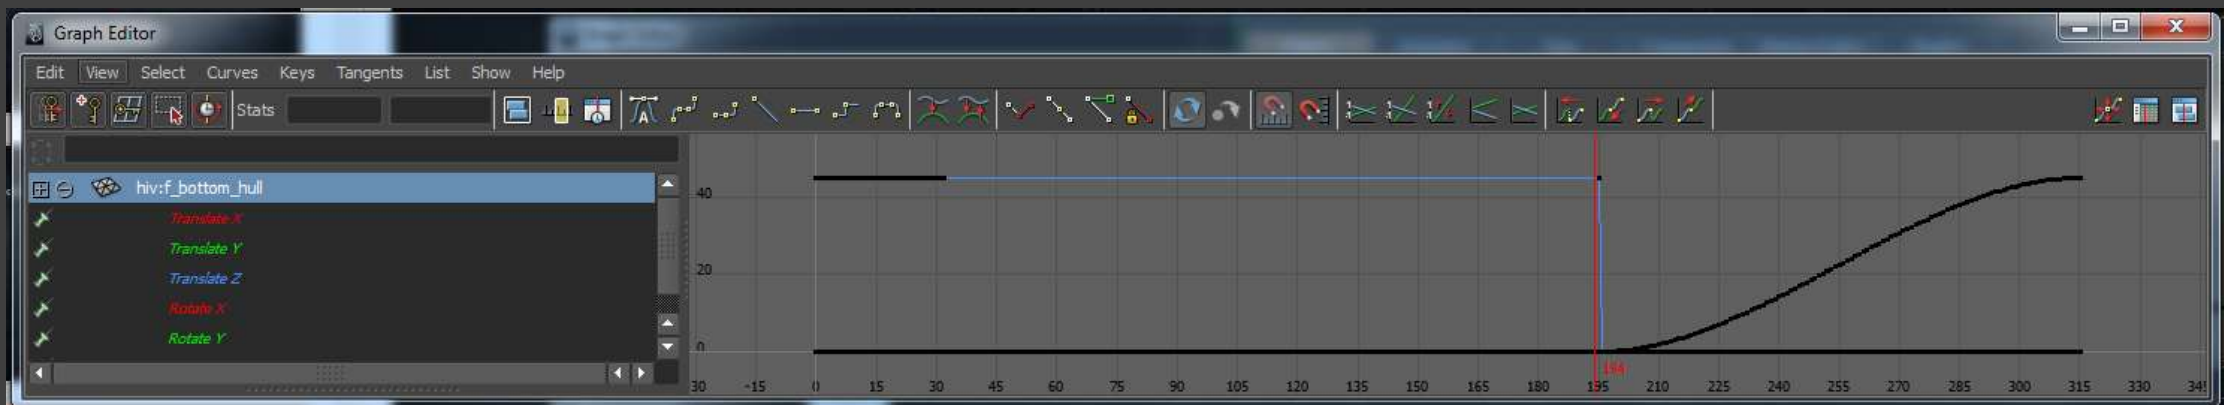 Graph Editor
Edit View Select Curves Keys Tangents List Show Help
Stats
hiv:f_bottom_hull
Translate X
Translate Y
Translate Z
Rotate X
Rotate Y
40
20
0
194
30 -15 0 15 30 45 60 75 90 105 120 135 150 165 180 195 210 225 240 255 270 285 300 315 330 345